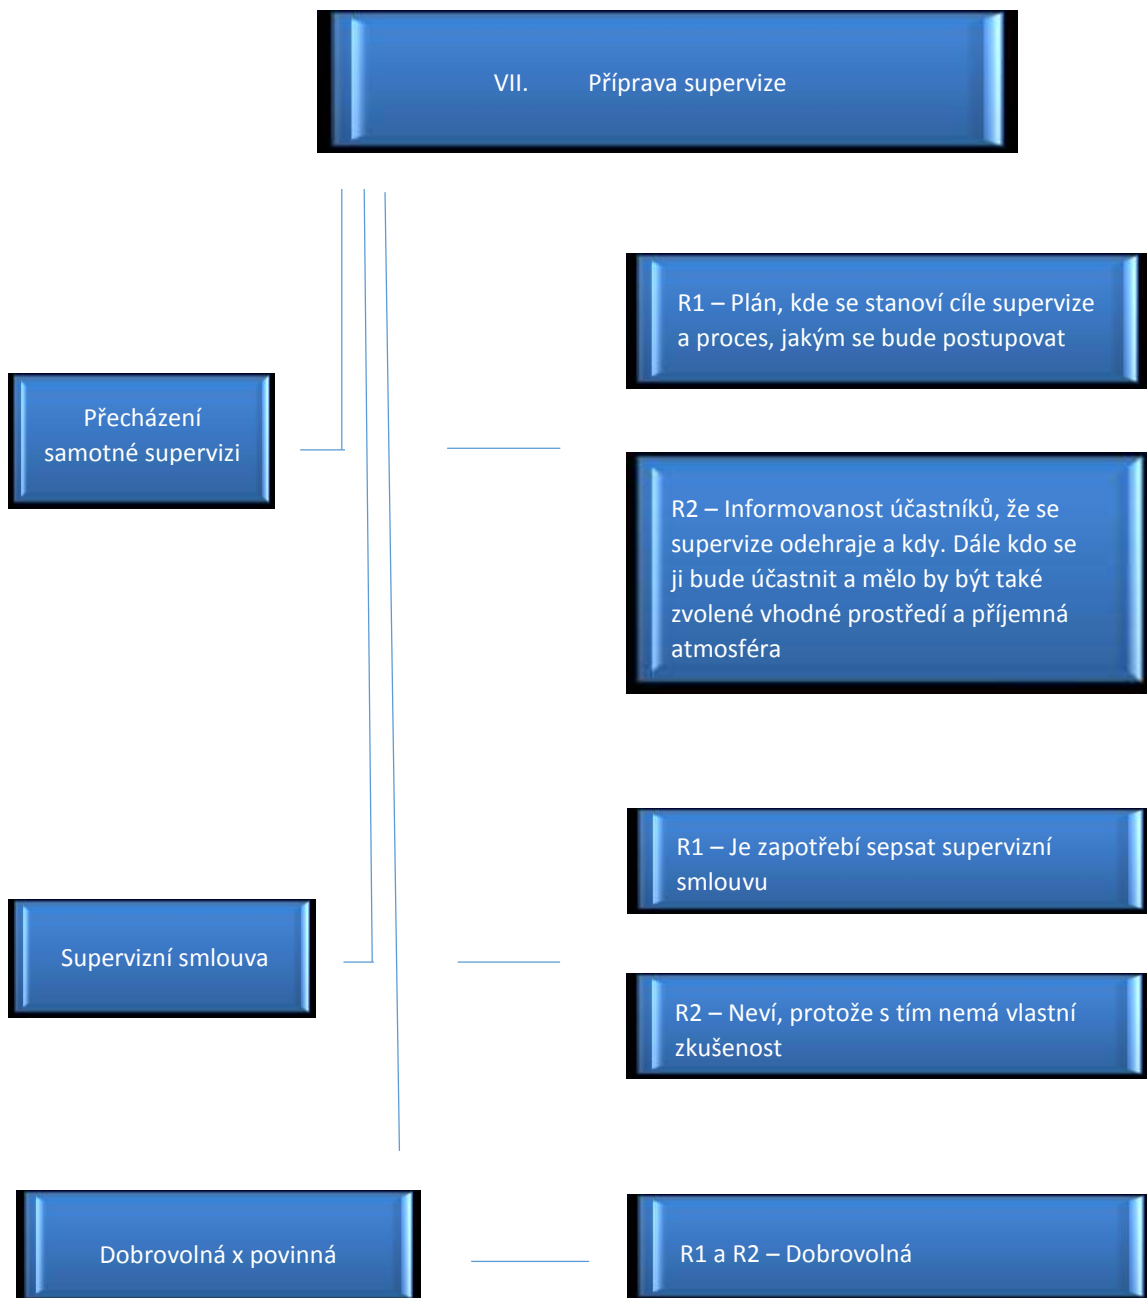 VII. Příprava supervize
Přecházení
samotné supervizi
R1 – Plán, kde se stanoví cíle supervize
a proces, jakým se bude postupovat
R2 – Informovanost účastníků, že se
supervize odehraje a kdy. Dále kdo se
ji bude účastnit a mělo by být také
zvolené vhodné prostředí a příjemná
atmosféra
Supervizní smlouva
R1 – Je zapotřebí sepsat supervizní
smlouvu
R2 – Neví, protože s tím nemá vlastní
zkušenost
Dobrovolná x povinná
R1 a R2 – Dobrovolná